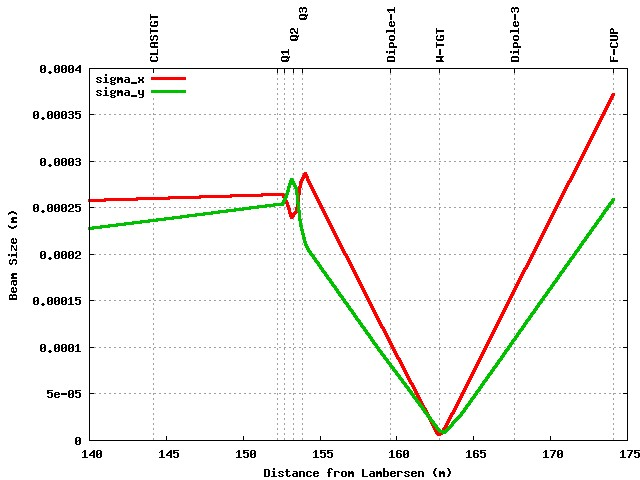 CLASTGT
Q1
Q2
Q3
Dipole-1
W-TGT
Dipole-3
F-CUP
sigma_x
sigma_y
0.0004
0.00035
0.0003
0.00025
0.0002
0.00015
0.0001
5e-05
0
Beam Size (m)
140 145 150 155 160 165 170 175
Distance from Lambersen (m)